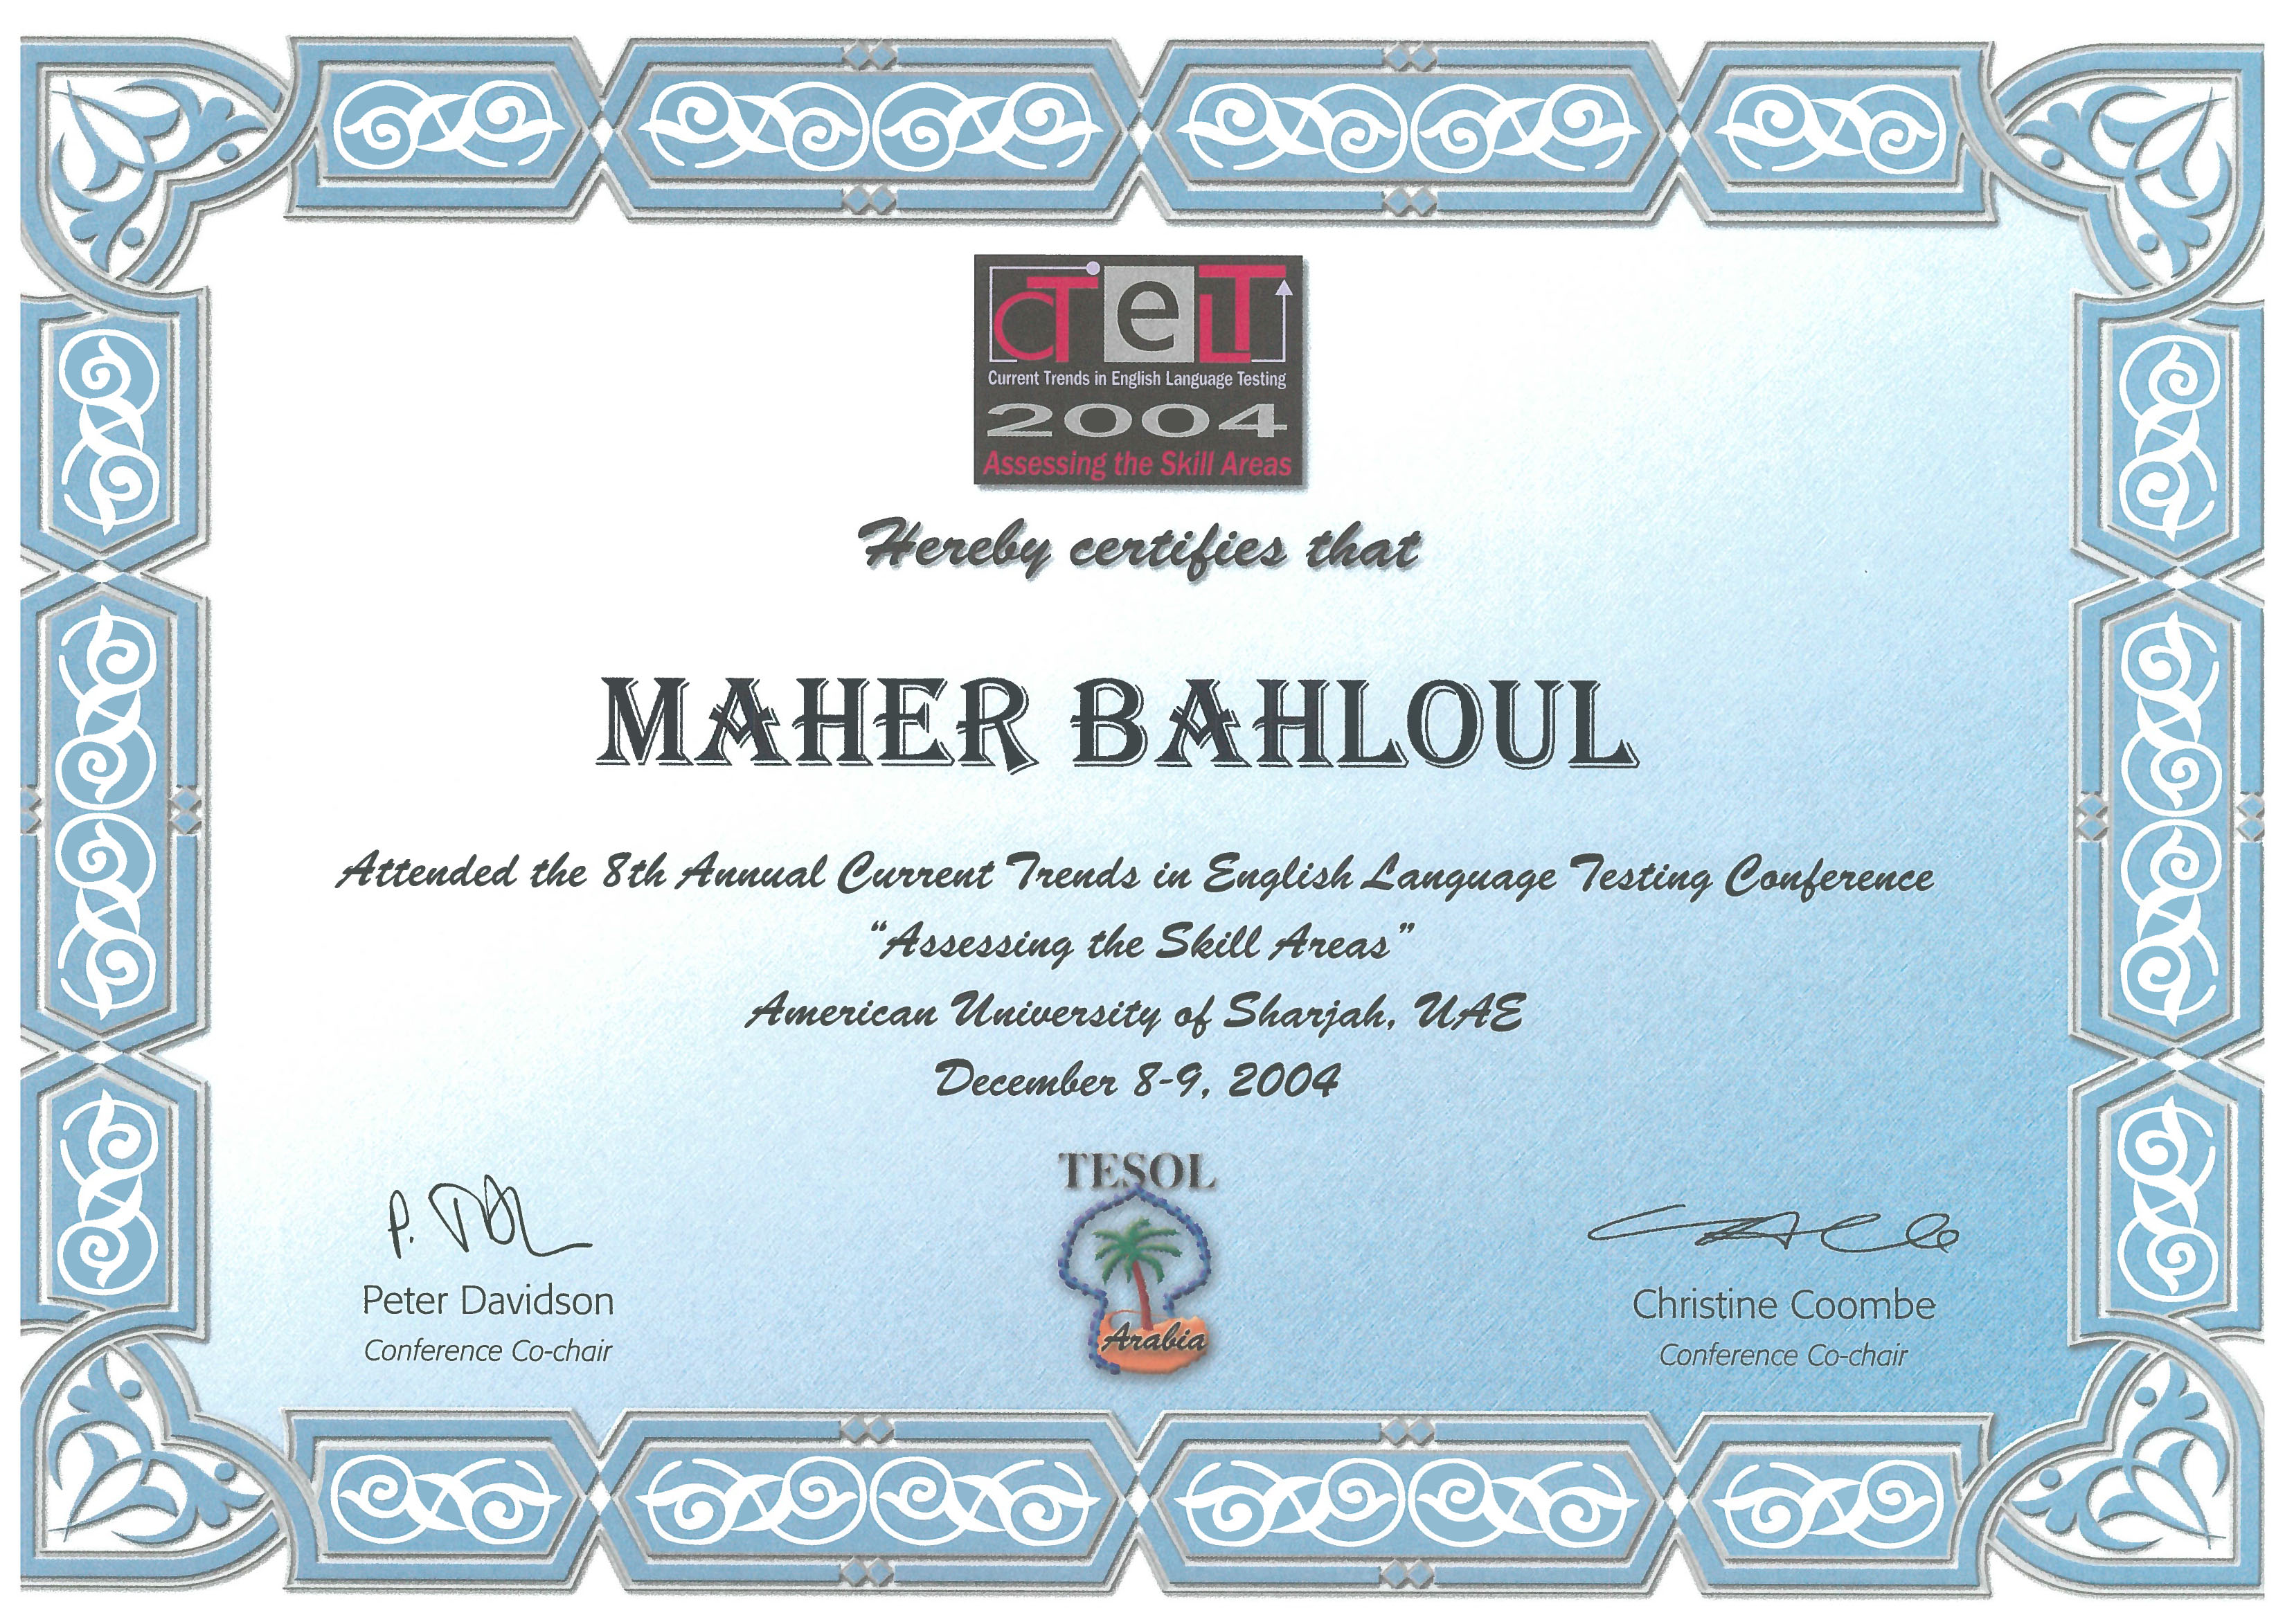 CTeLT
Current Trends in English Language Testing
2004
Assessing the Skill Areas
Hereby certifies that
MAHER BAHLOUL
Attended the 8th Annual Current Trends in English Language Testing Conference
“Assessing the Skill Areas”
American University of Sharjah, UAE
December 8-9, 2004
TESOL
Arabia
P.
Peter Davidson
Conference Co-chair
Christine Coombe
Conference Co-chair